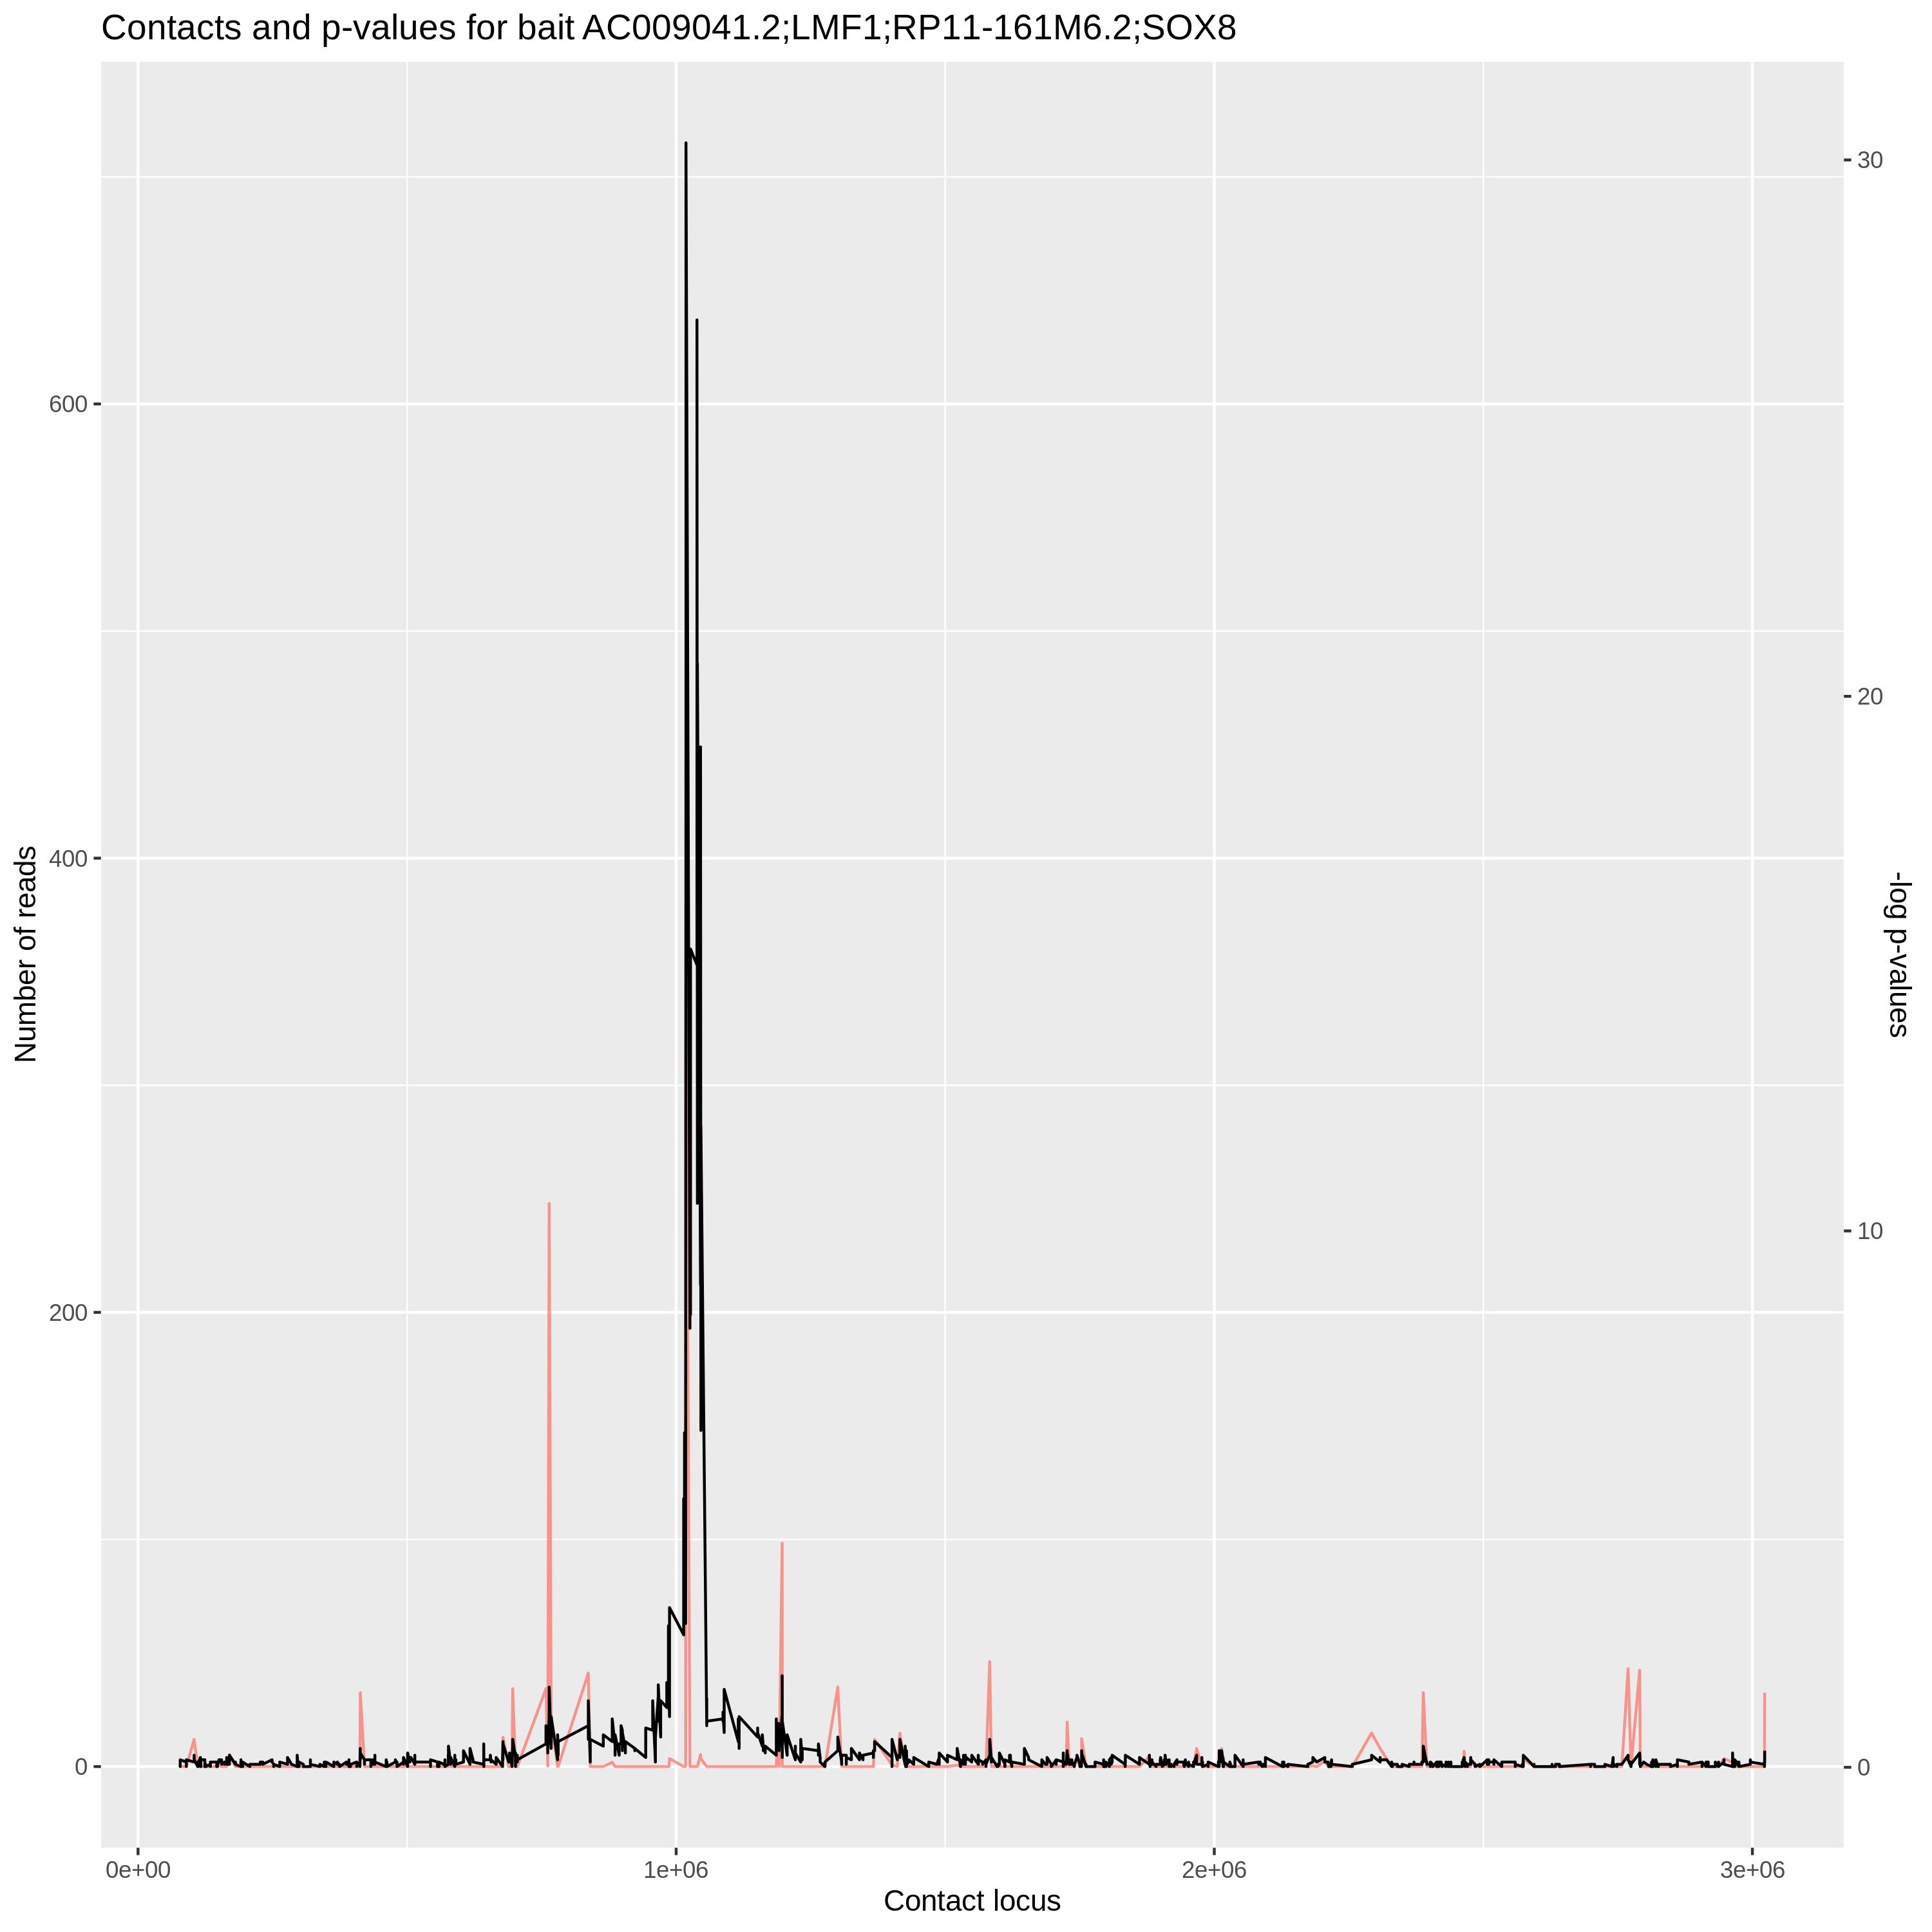 Contacts and p-values for bait AC009041.2;LMF1;RP11-161M6.2;SOX8
30
600
20
400
Number of reads
-log p-values
10
200
0
0
0e+00
1e+06
2e+06
3e+06
Contact locus